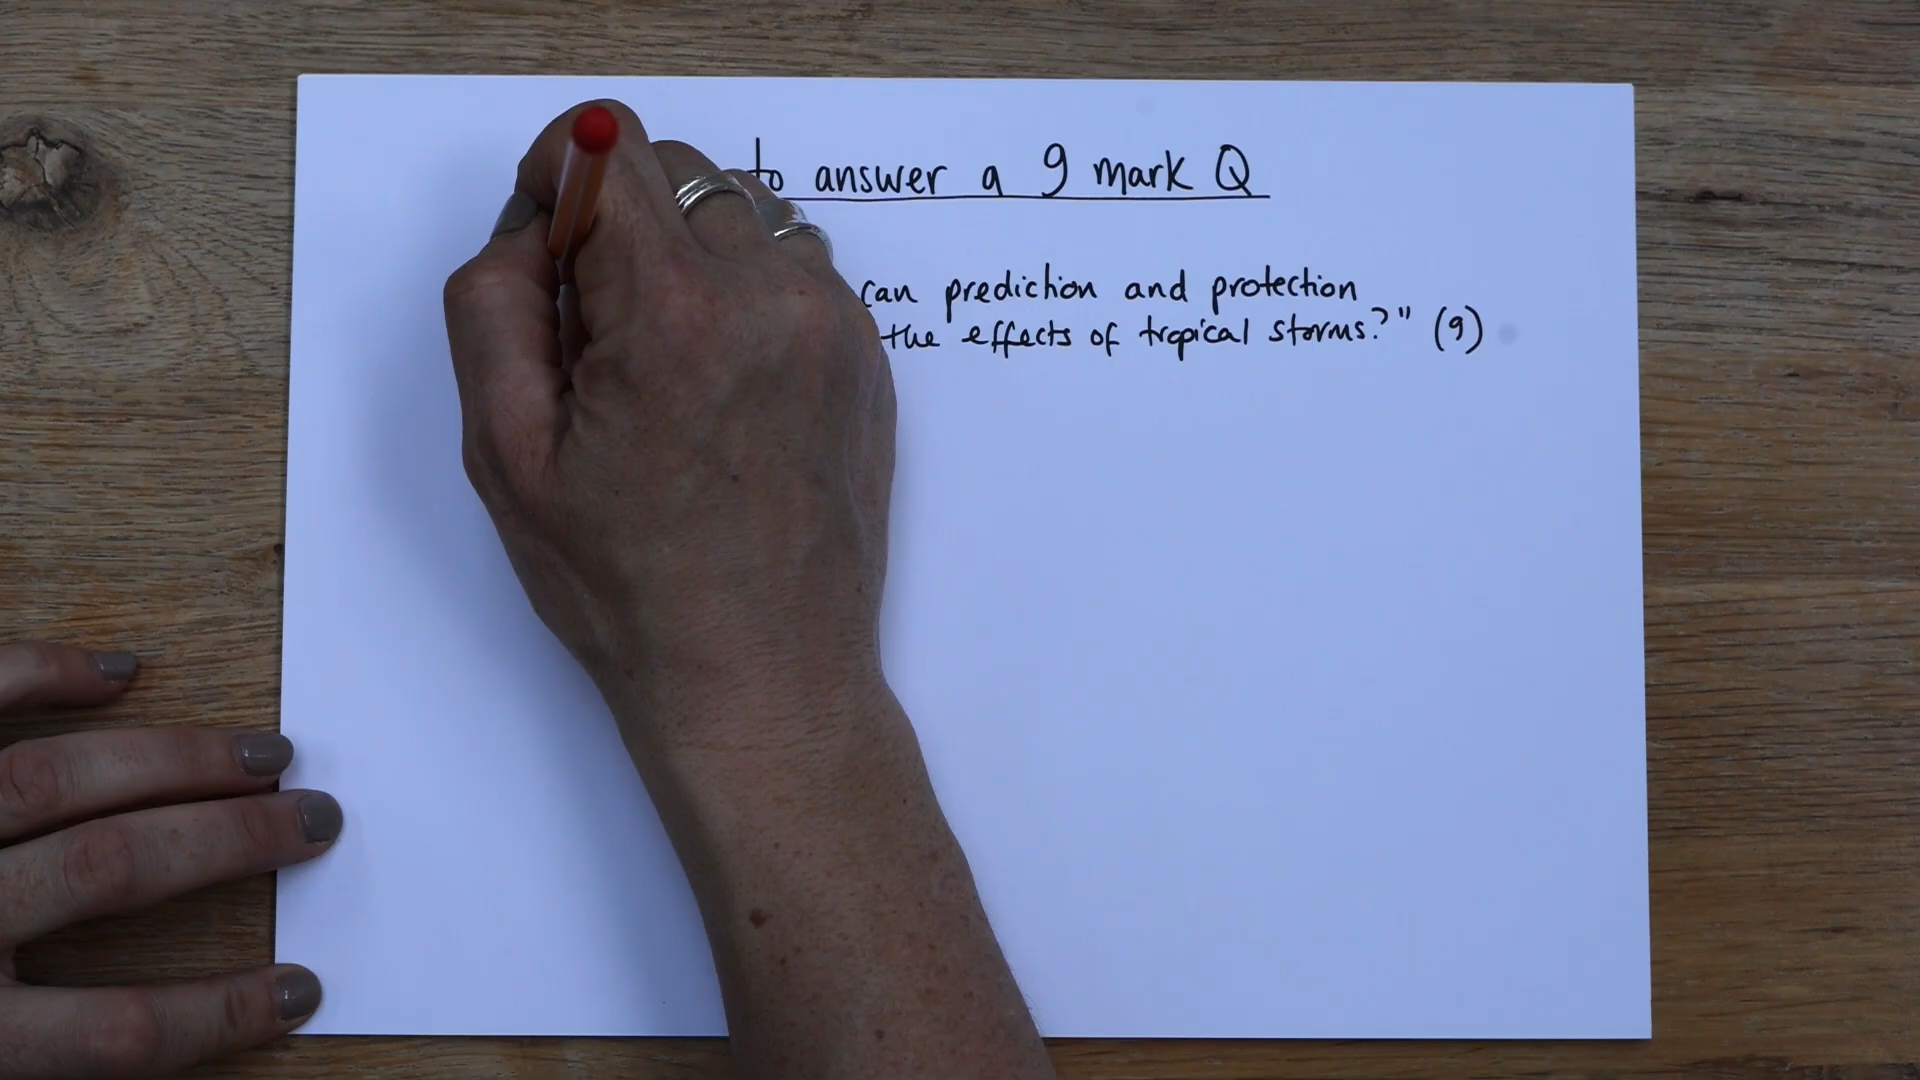 to answer a 9 mark Q
can prediction and protection
the effects of tropical storms?" (9)